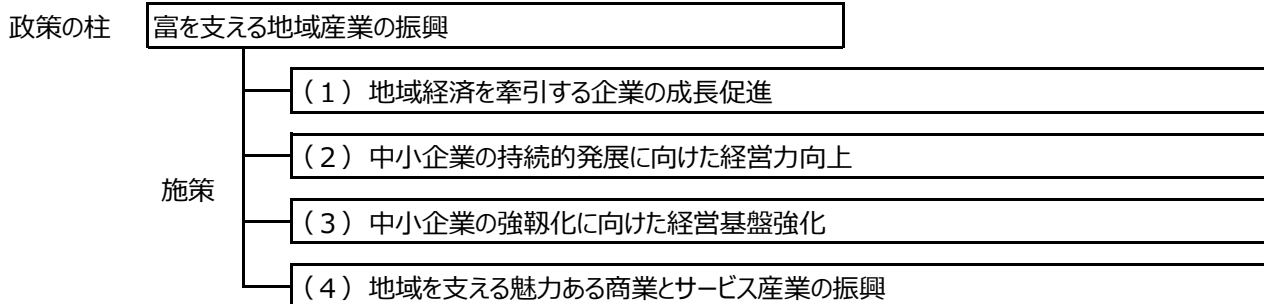 政策の柱 富を支える地域産業の振興
（１）地域経済を牽引する企業の成長促進
（２）中小企業の持続的発展に向けた経営力向上
施策
（３）中小企業の強靱化に向けた経営基盤強化
（４）地域を支える魅力ある商業とサービス産業の振興